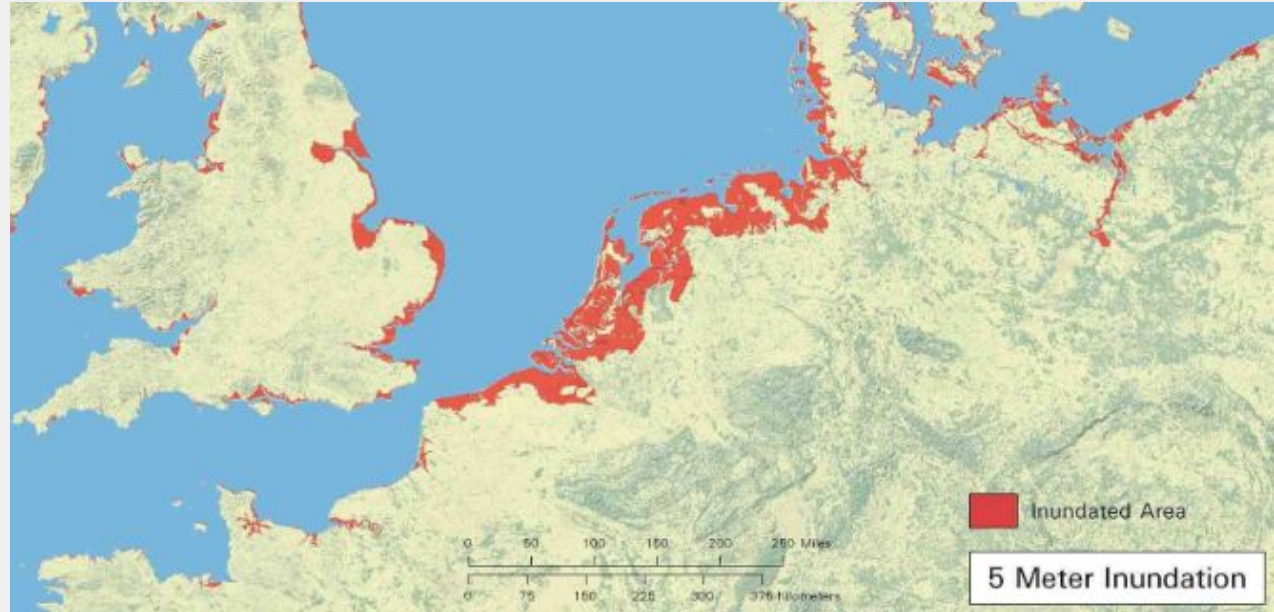 Inundated Area
5 Meter Inundation
0 50 100 150 200 250 Miles
0 75 150 225 300 375 Kilometers